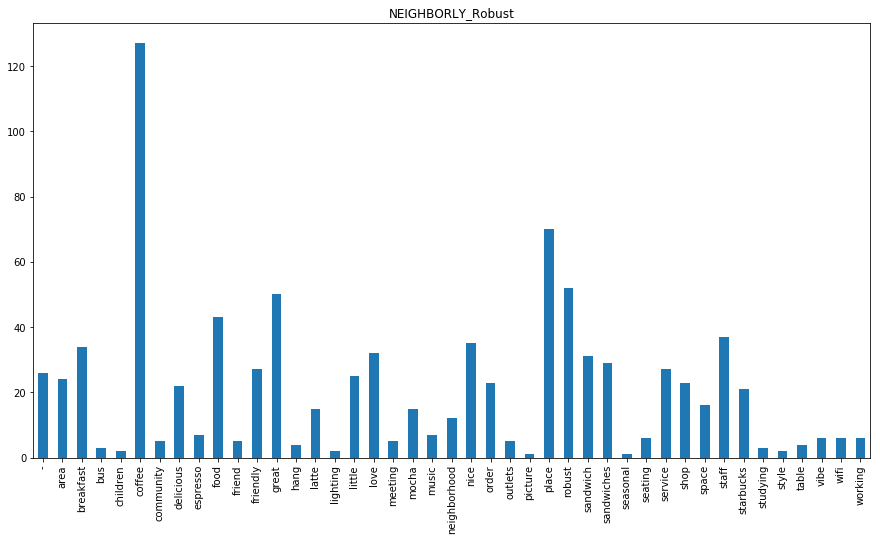 NEIGHBORLY_Robust
120
100
80
60
40
20
0
-
area
breakfast
bus
children
coffee
community
delicious
espresso
food
friend
friendly
great
hang
latte
lighting
little
love
meeting
mocha
music
neighborhood
nice
order
outlets
picture
place
robust
sandwich
sandwiches
seasonal
seating
service
shop
space
staff
starbucks
studying
style
table
vibe
wifi
working